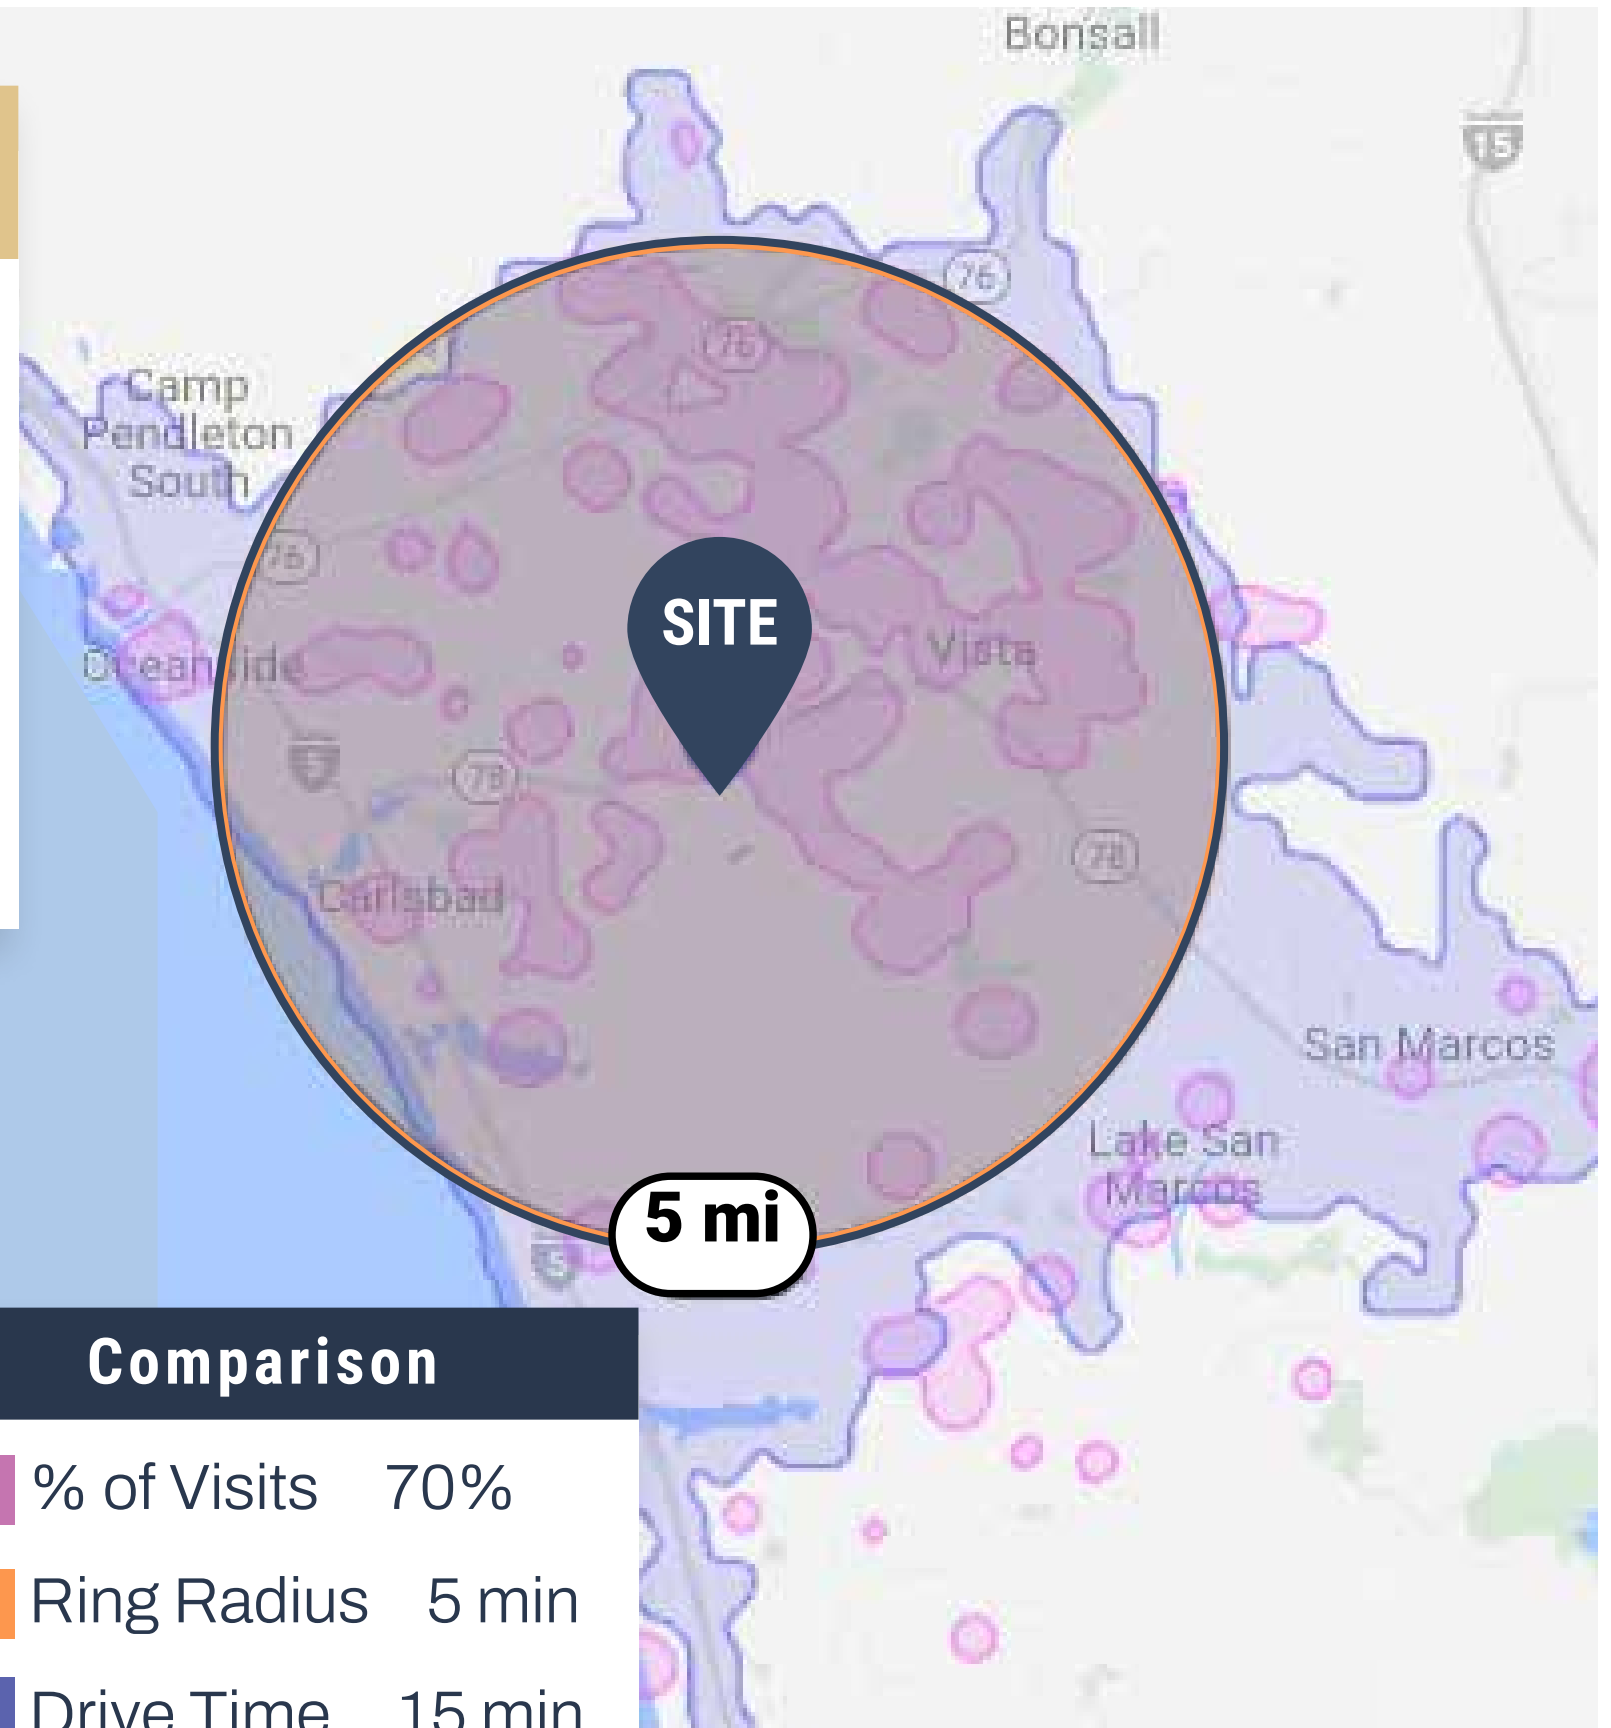 Bonsall
15
76
76
Camp
Pendleton
South
76
SITE
Oceanside
Vista
5
78
78
Carlsbad
San Marcos
Lake San
Marcos
5 mi
5
Comparison
% of Visits 70%
Ring Radius 5 min
Drive Time 15 min